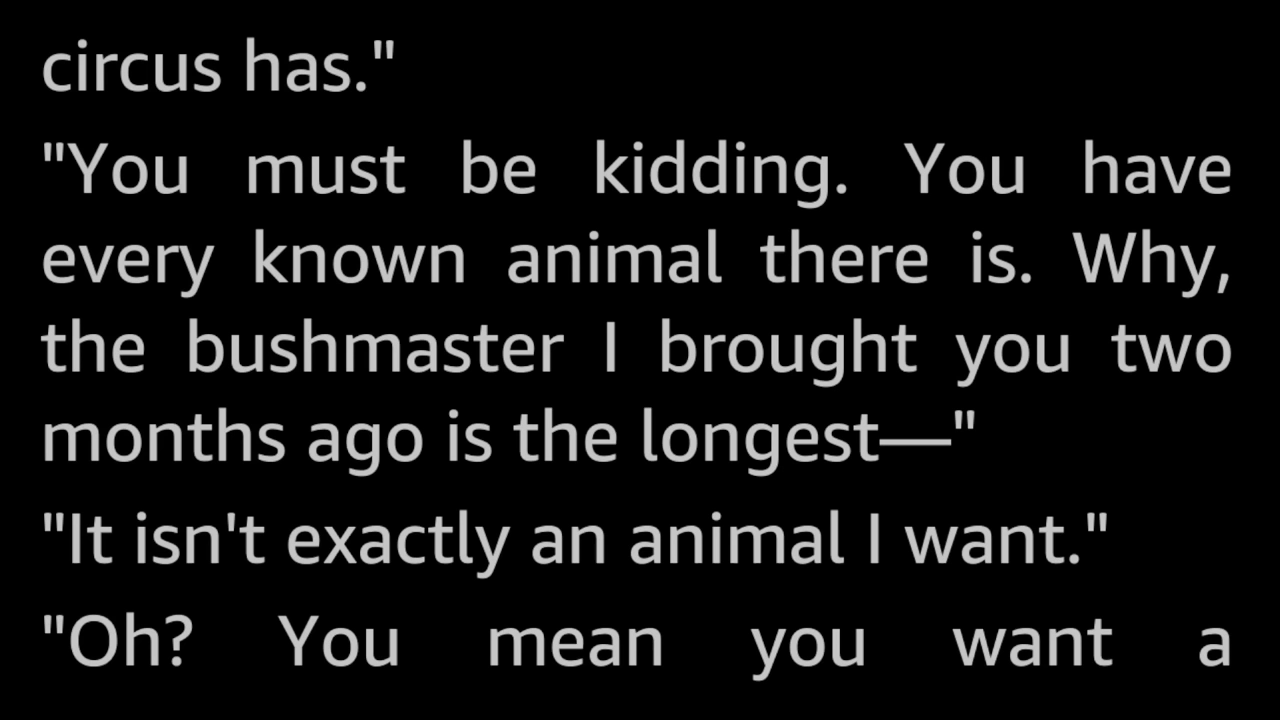 circus has."
"You must be kidding. You have
every known animal there is. Why,
the bushmaster I brought you two
months ago is the longest—"
"It isn't exactly an animal I want."
"Oh? You mean you want a